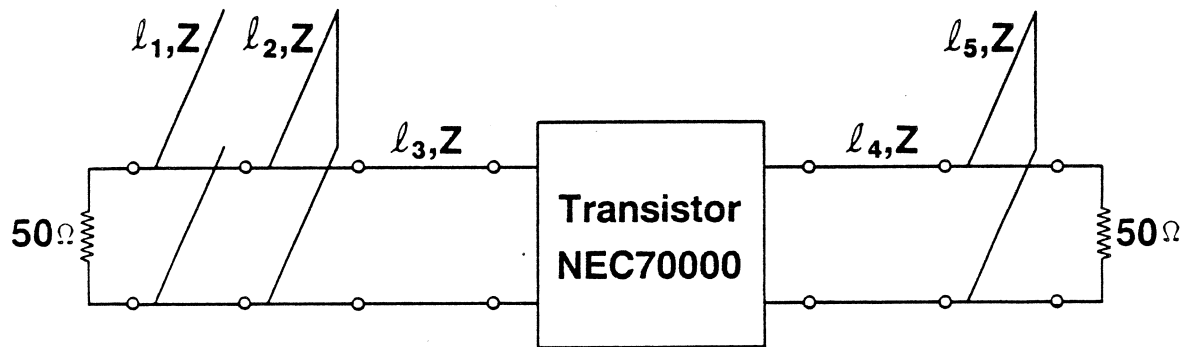 ℓ1,Z
ℓ2,Z
ℓ5,Z
ℓ3,Z
ℓ4,Z
50Ω
Transistor
NEC70000
50Ω